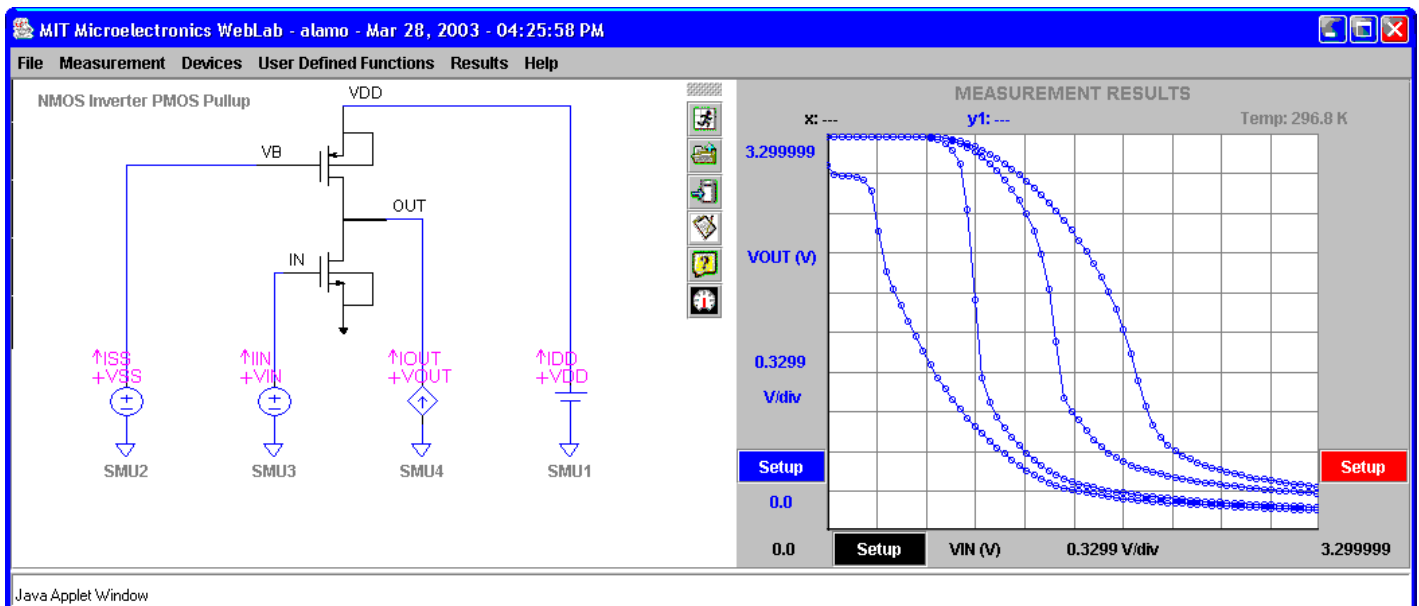 MIT Microelectronics WebLab - alamo - Mar 28, 2003 - 04:25:58 PM
File Measurement Devices User Defined Functions Results Help
NMOS Inverter PMOS Pullup
VDD
VB
OUT
IN
↑ISS
+VSS
↑IIN
+VIN
↑IOUT
+VOUT
↑IDD
+VDD
SMU2
SMU3
SMU4
SMU1
MEASUREMENT RESULTS
x: ---
y1: ---
Temp: 296.8 K
3.299999
VOUT (V)
0.3299
V/div
Setup
0.0
Setup
0.0
Setup
VIN (V)
0.3299 V/div
3.299999
Java Applet Window